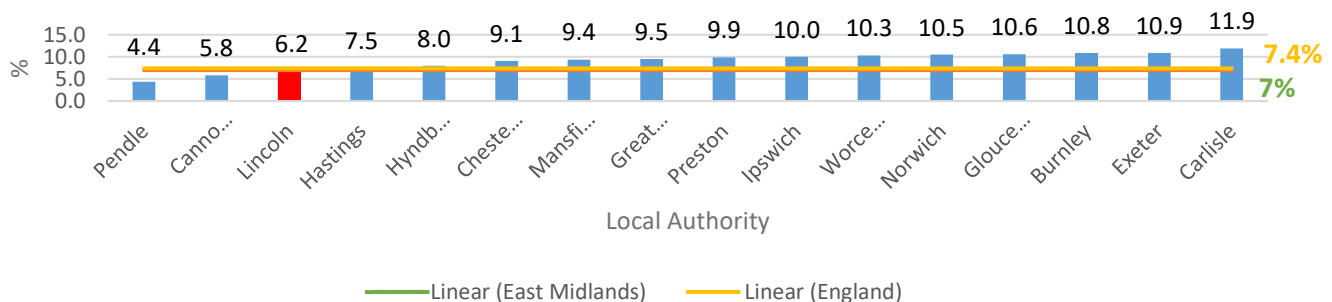 4.4 5.8 6.2 7.5 8.0 9.1 9.4 9.5 9.9 10.0 10.3 10.5 10.6 10.8 10.9 11.9
7.4%
7%
15.0
10.0
5.0
0.0
%
Pendle
Canno...
Lincoln
Hastings
Hyndb...
Cheste...
Mansfi...
Great...
Preston
Ipswich
Worce...
Norwich
Glouce...
Burnley
Exeter
Carlisle
Local Authority
Linear (East Midlands) Linear (England)